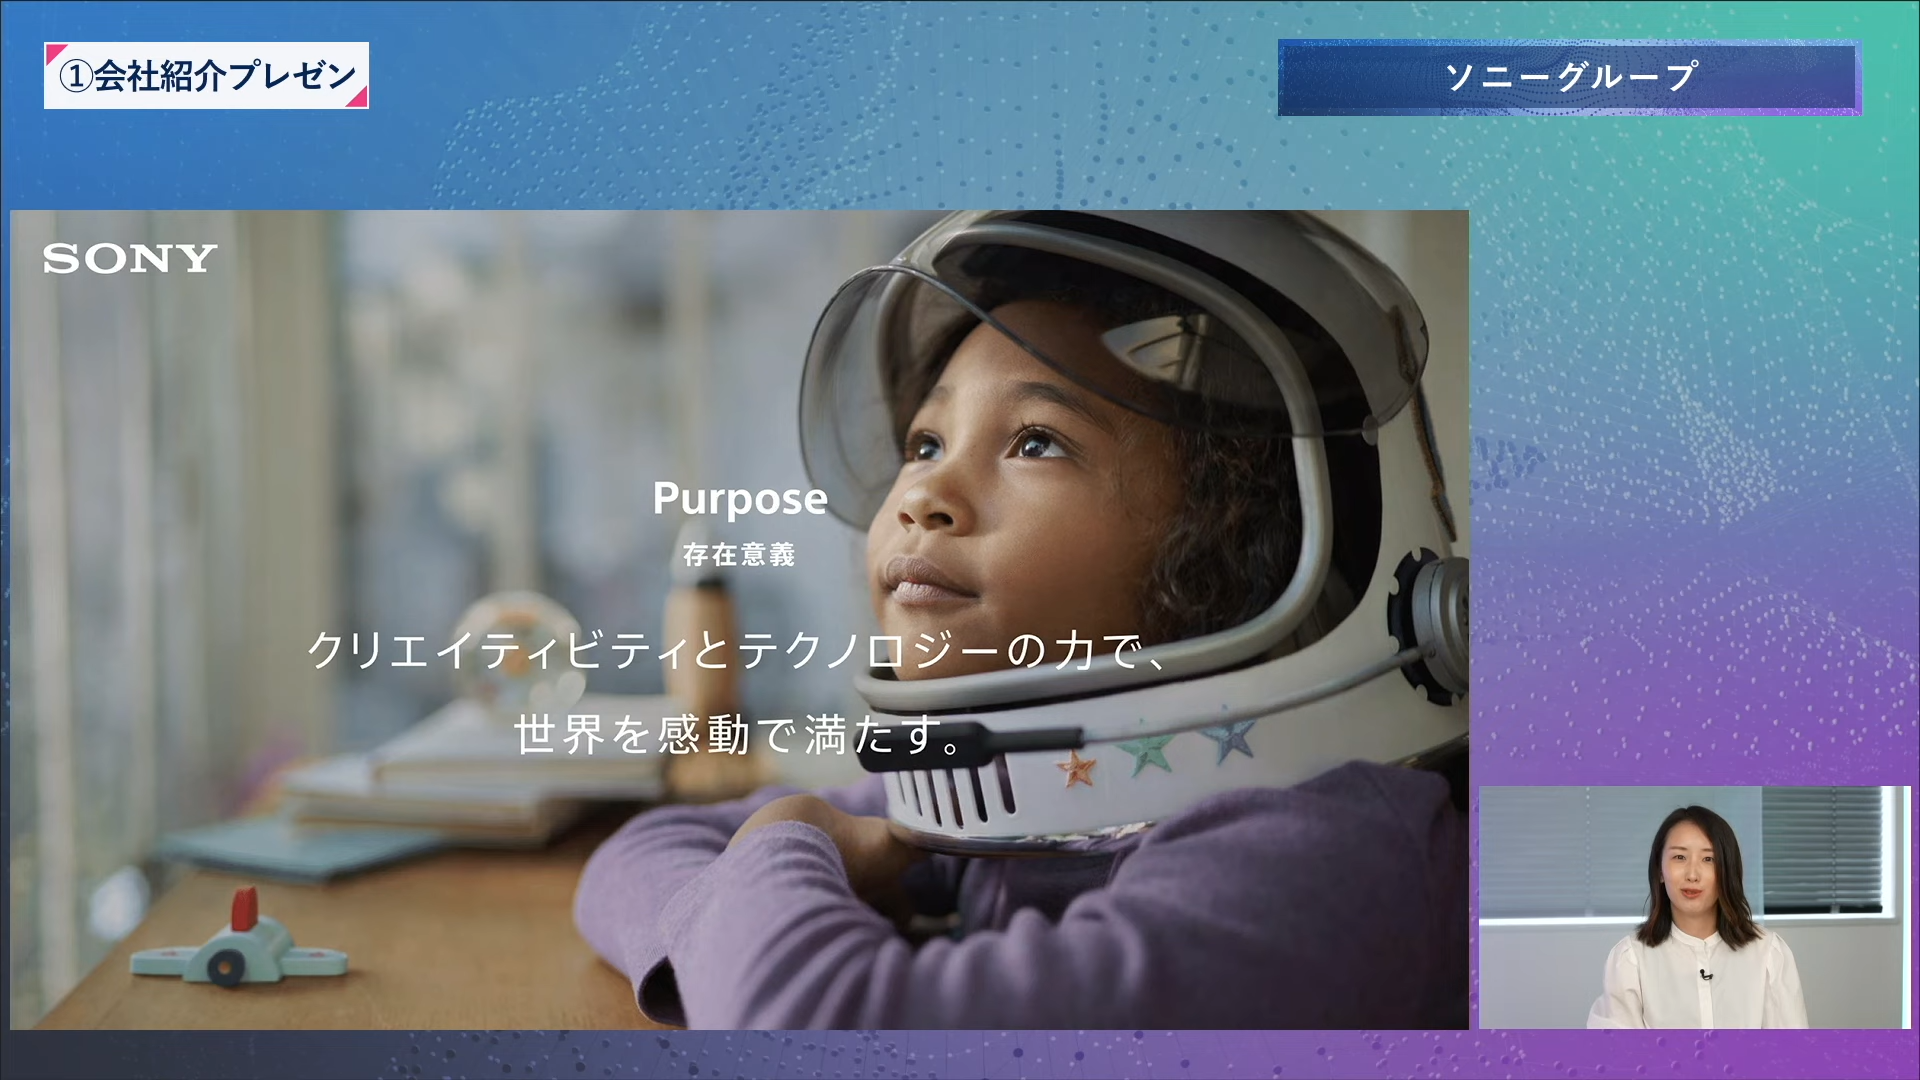 ①会社紹介プレゼン
ソニーグループ
SONY
Purpose
存在意義
クリエイティビティとテクノロジーの力で、
世界を感動で満たす。